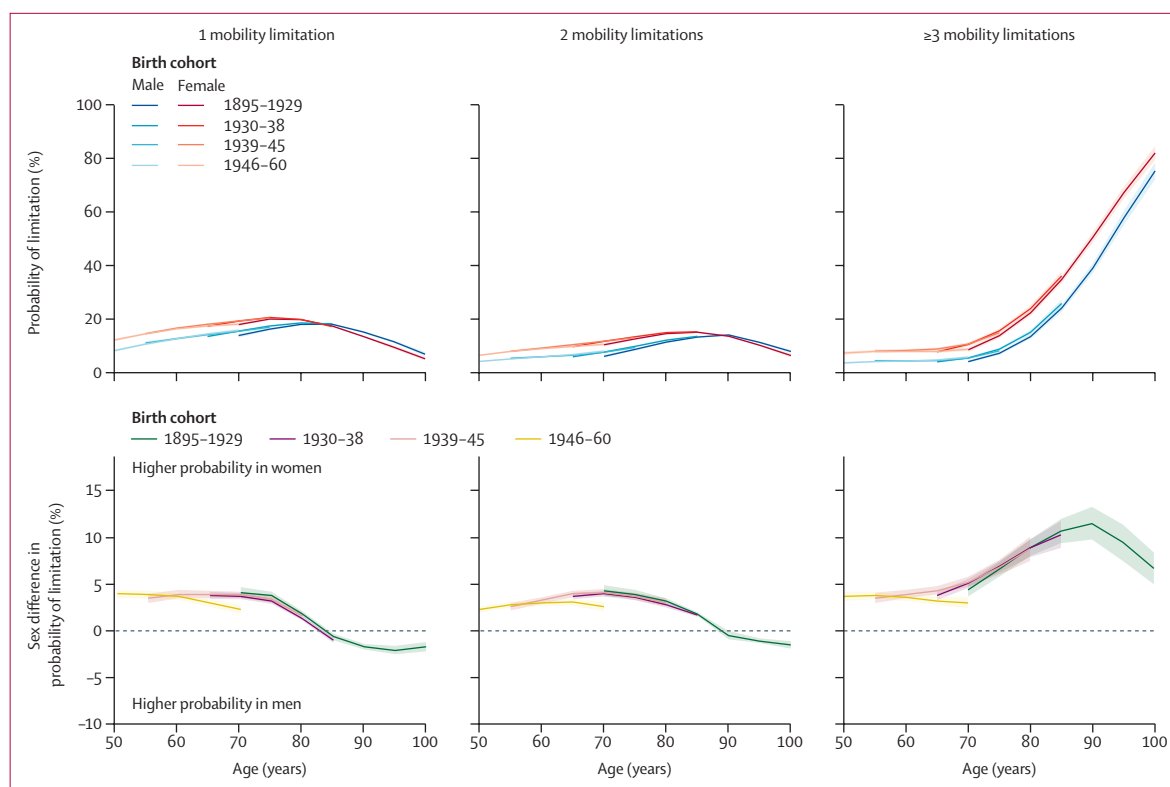 1 mobility limitation
2 mobility limitations
≥3 mobility limitations
Birth cohort
Male Female
1895–1929
1930–38
1939–45
1946–60
Probability of limitation (%)
100
80
60
40
20
0
Birth cohort
1895–1929 1930–38 1939–45 1946–60
Higher probability in women
Sex difference in
probability of limitation (%)
15
10
5
0
–5
–10
Higher probability in men
50 60 70 80 90 100
Age (years)
50 60 70 80 90 100
Age (years)
50 60 70 80 90 100
Age (years)